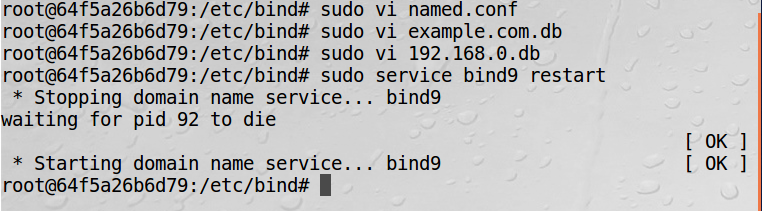 root@64f5a26b6d79:/etc/bind# sudo vi named.conf
root@64f5a26b6d79:/etc/bind# sudo vi example.com.db
root@64f5a26b6d79:/etc/bind# sudo vi 192.168.0.db
root@64f5a26b6d79:/etc/bind# sudo service bind9 restart
 * Stopping domain name service... bind9
waiting for pid 92 to die
[ OK ]
 * Starting domain name service... bind9 [ OK ]
root@64f5a26b6d79:/etc/bind#